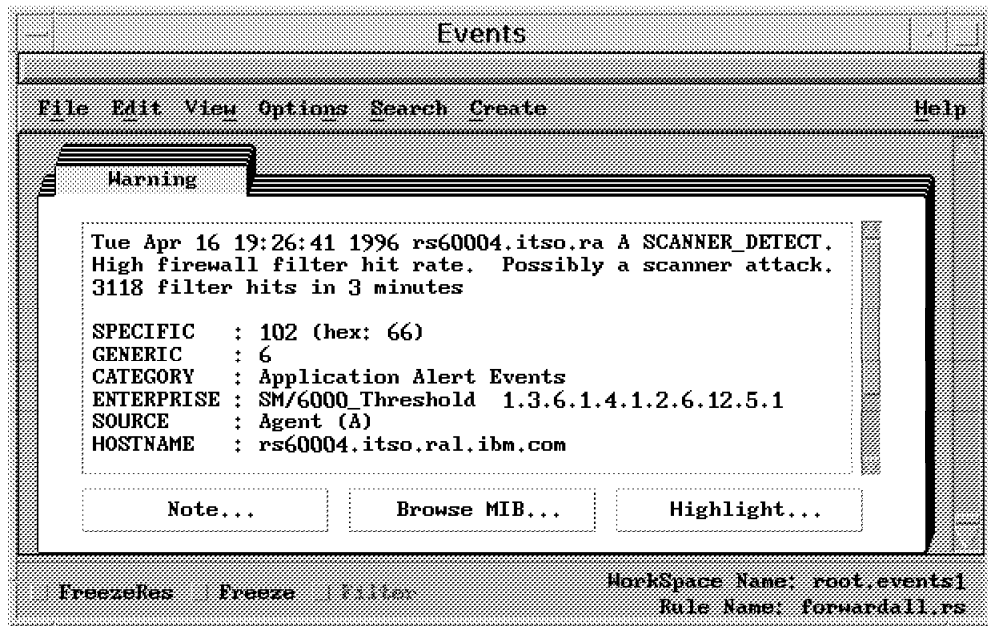 Events
File Edit View Options Search Create Help
Warning
Tue Apr 16 19:26:41 1996 rs60004.itso.ra A SCANNER_DETECT.
High firewall filter hit rate. Possibly a scanner attack.
3118 filter hits in 3 minutes
SPECIFIC : 102 (hex: 66)
GENERIC : 6
CATEGORY : Application Alert Events
ENTERPRISE : SM/6000_Threshold 1.3.6.1.4.1.2.6.12.5.1
SOURCE : Agent (A)
HOSTNAME : rs60004.itso.ral.ibm.com
Note... Browse MIB... Highlight...
FreezeRes Freeze Filter WorkSpace Name: root.events1
Rule Name: forwardall.rs